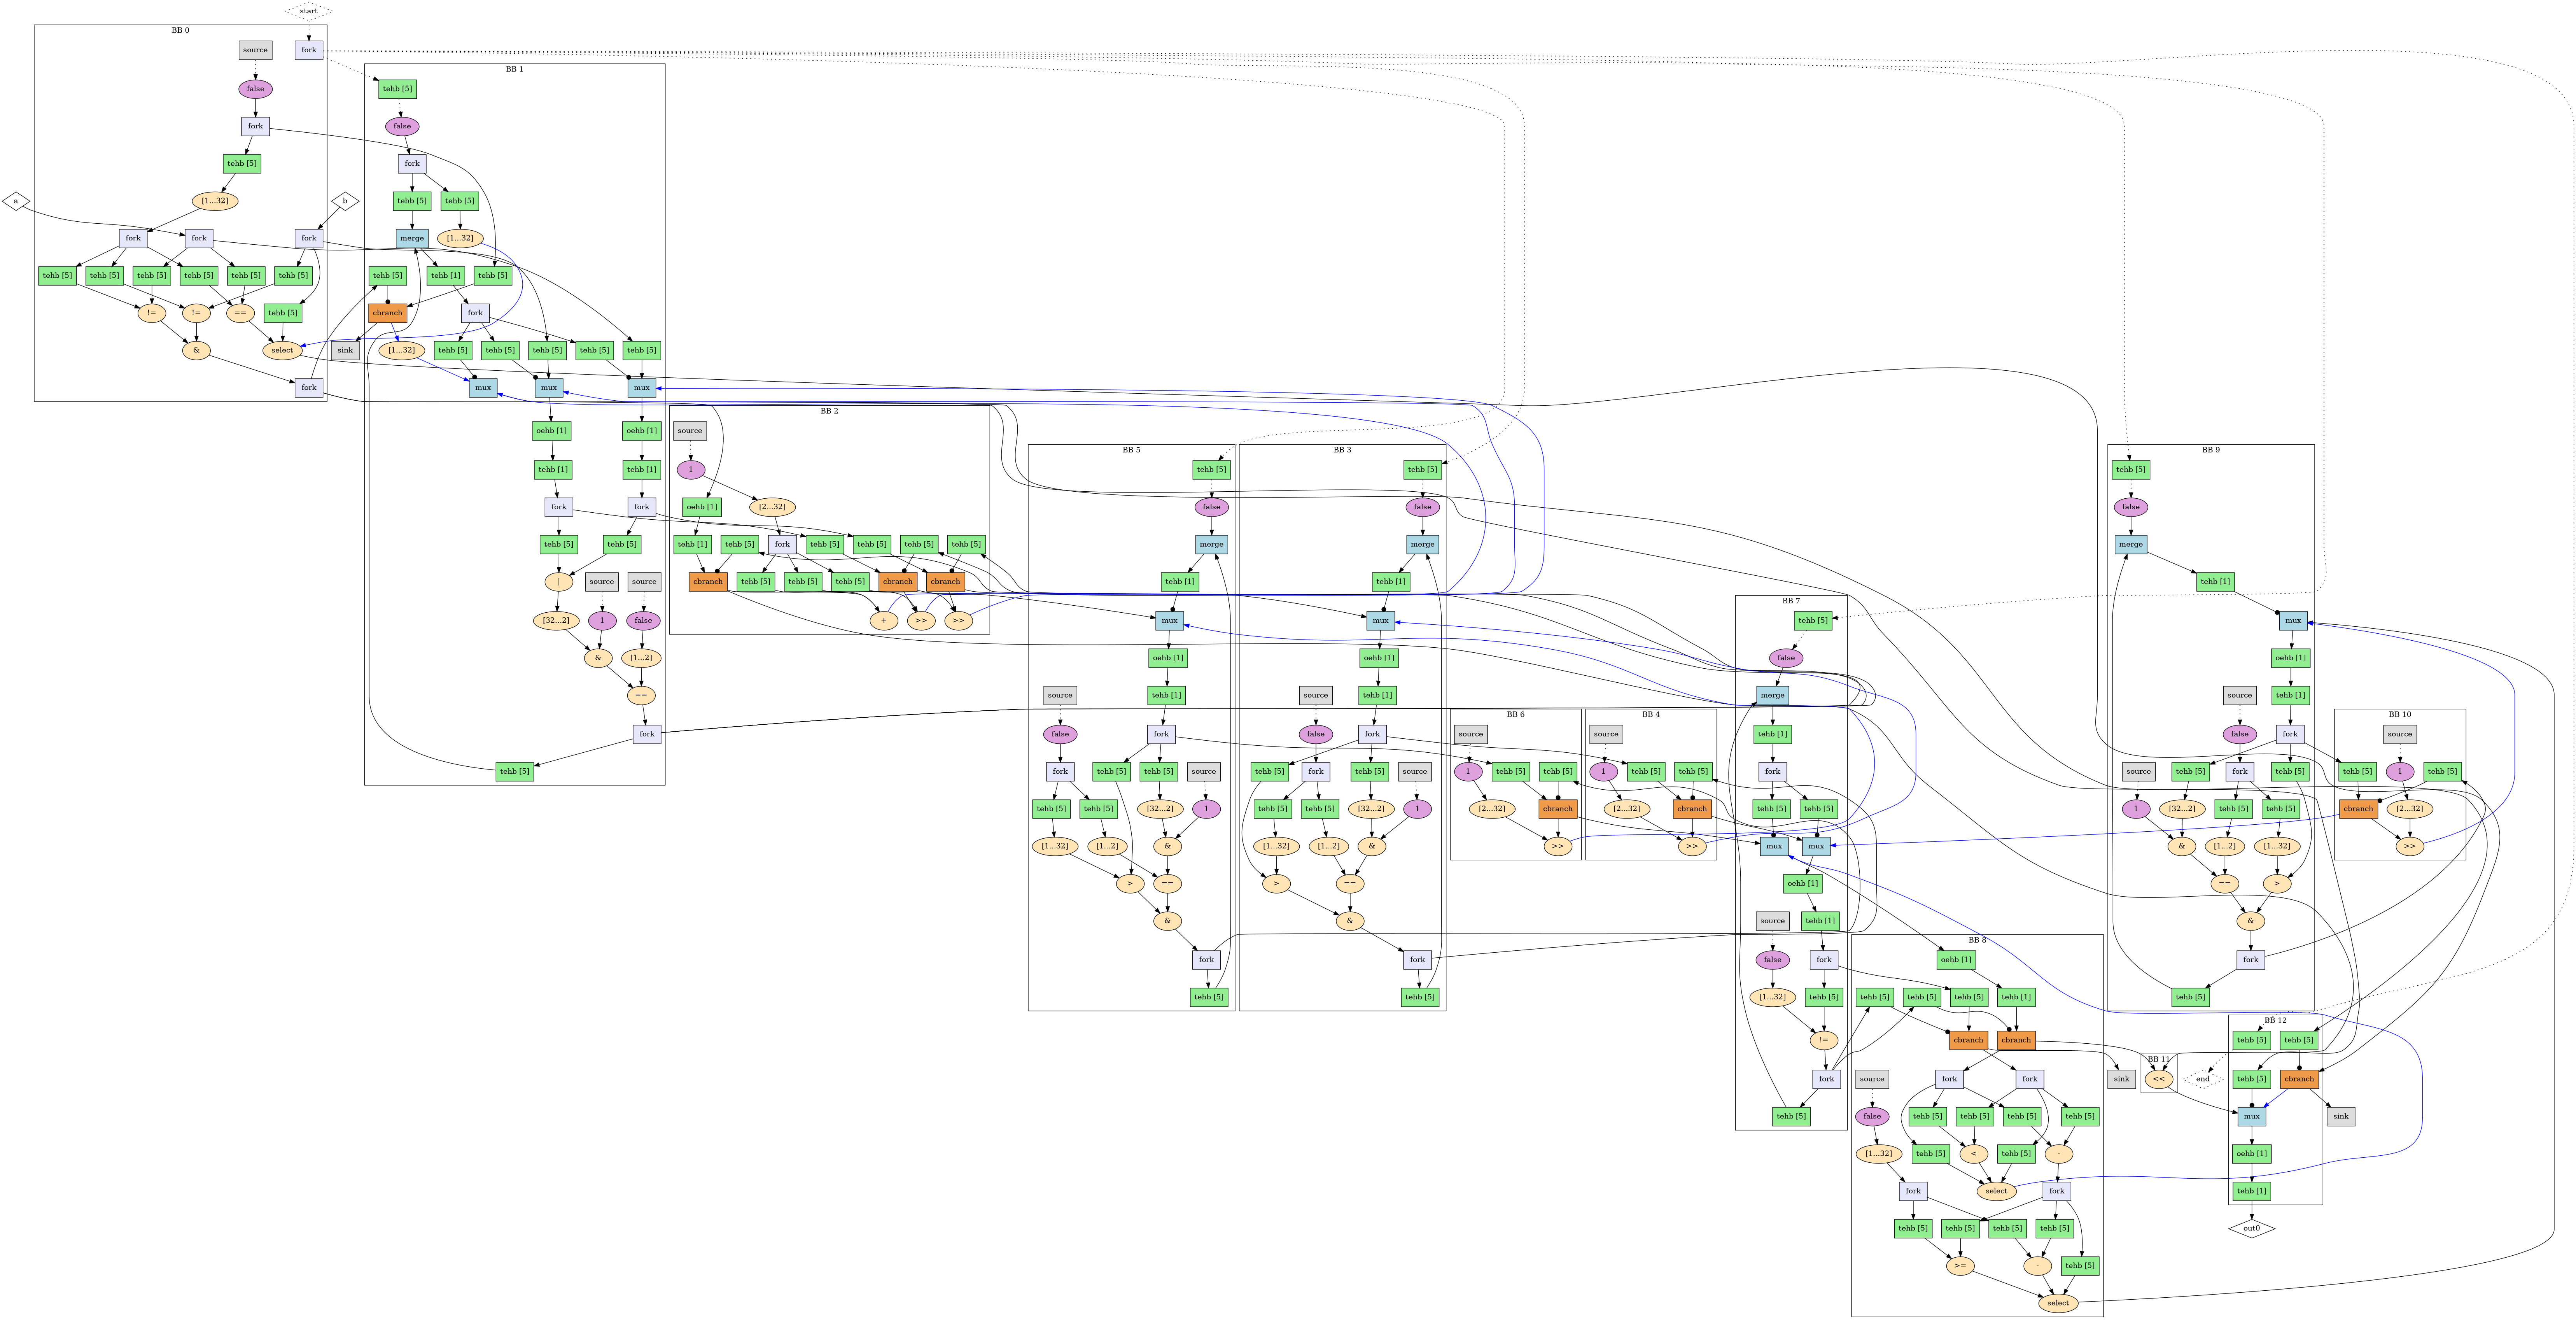 start
BB 0
source
fork
false
fork
tehb [5]
[1...32]
a
b
fork
fork
fork
tehb [5]
tehb [5]
tehb [5]
tehb [5]
tehb [5]
tehb [5]
!=
!=
==
tehb [5]
&
select
fork
BB 1
tehb [5]
false
fork
tehb [5]
tehb [5]
merge
[1...32]
tehb [5]
tehb [1]
tehb [5]
cbranch
fork
sink
[1...32]
tehb [5]
tehb [5]
tehb [5]
tehb [5]
tehb [5]
mux
mux
mux
oehb [1]
oehb [1]
tehb [1]
tehb [1]
fork
fork
tehb [5]
tehb [5]
|
source
source
[32...2]
1
false
&
[1...2]
==
fork
tehb [5]
BB 2
source
1
oehb [1]
[2...32]
tehb [1]
tehb [5]
fork
tehb [5]
tehb [5]
tehb [5]
tehb [5]
cbranch
tehb [5]
tehb [5]
tehb [5]
cbranch
cbranch
+
>>
>>
BB 5
tehb [5]
false
merge
tehb [1]
mux
oehb [1]
source
tehb [1]
false
fork
fork
tehb [5]
tehb [5]
source
tehb [5]
tehb [5]
[32...2]
1
[1...32]
[1...2]
&
>
==
&
fork
tehb [5]
BB 3
tehb [5]
false
merge
tehb [1]
mux
oehb [1]
source
tehb [1]
false
fork
tehb [5]
fork
tehb [5]
source
tehb [5]
tehb [5]
[32...2]
1
[1...32]
[1...2]
&
>
==
&
fork
tehb [5]
BB 6
source
1
tehb [5]
tehb [5]
[2...32]
cbranch
>>
BB 4
source
1
tehb [5]
tehb [5]
[2...32]
cbranch
>>
BB 7
tehb [5]
false
merge
tehb [1]
fork
tehb [5]
tehb [5]
mux
mux
oehb [1]
source
tehb [1]
false
fork
[1...32]
tehb [5]
!=
fork
tehb [5]
BB 8
oehb [1]
tehb [5]
tehb [5]
tehb [5]
tehb [1]
cbranch
cbranch
source
fork
fork
sink
false
tehb [5]
tehb [5]
tehb [5]
tehb [5]
[1...32]
tehb [5]
<
tehb [5]
-
fork
select
fork
tehb [5]
tehb [5]
tehb [5]
tehb [5]
>=
-
tehb [5]
select
BB 9
tehb [5]
false
merge
tehb [1]
mux
oehb [1]
source
tehb [1]
false
fork
source
tehb [5]
fork
tehb [5]
1
[32...2]
tehb [5]
tehb [5]
&
[1...2]
[1...32]
==
>
&
fork
tehb [5]
BB 10
source
tehb [5]
1
tehb [5]
cbranch
[2...32]
>>
BB 11
<<
BB 12
tehb [5]
tehb [5]
end
tehb [5]
cbranch
mux
sink
oehb [1]
tehb [1]
out0